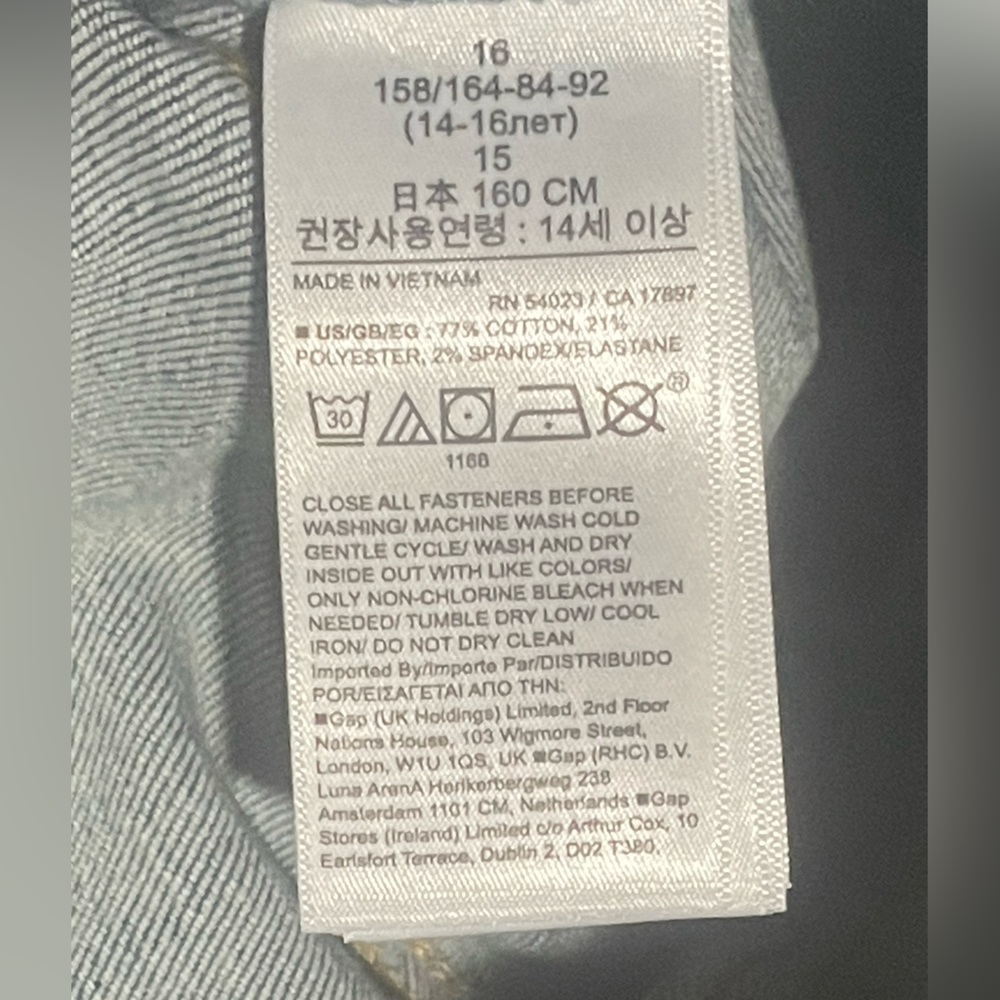 16
158/164-84-92
(14-16лет)
15
日本 160 CM
권장사용연령 : 14세 이상
MADE IN VIETNAM
RN 54023 / CA 17897
■ US/GB/EG : 77% COTTON, 21%
POLYESTER, 2% SPANDEX/ELASTANE
30
®
1168
CLOSE ALL FASTENERS BEFORE
WASHING/ MACHINE WASH COLD
GENTLE CYCLE/ WASH AND DRY
INSIDE OUT WITH LIKE COLORS/
ONLY NON-CHLORINE BLEACH WHEN
NEEDED/ TUMBLE DRY LOW/ COOL
IRON/ DO NOT DRY CLEAN
Imported By/Importe Par/DISTRIBUIDO
POR/ΕΙΣΑΓΕΤΑΙ ΑΠΟ ΤΗΝ:
■Gap (UK Holdings) Limited, 2nd Floor
Nations House, 103 Wigmore Street,
London, W1U 1QS, UK ■Gap (RHC) B.V.
Luna ArenA Herikerbergweg 238
Amsterdam 1101 CM, Netherlands ■Gap
Stores (Ireland) Limited c/o Arthur Cox, 10
Earlsfort Terrace, Dublin 2, D02 T380.